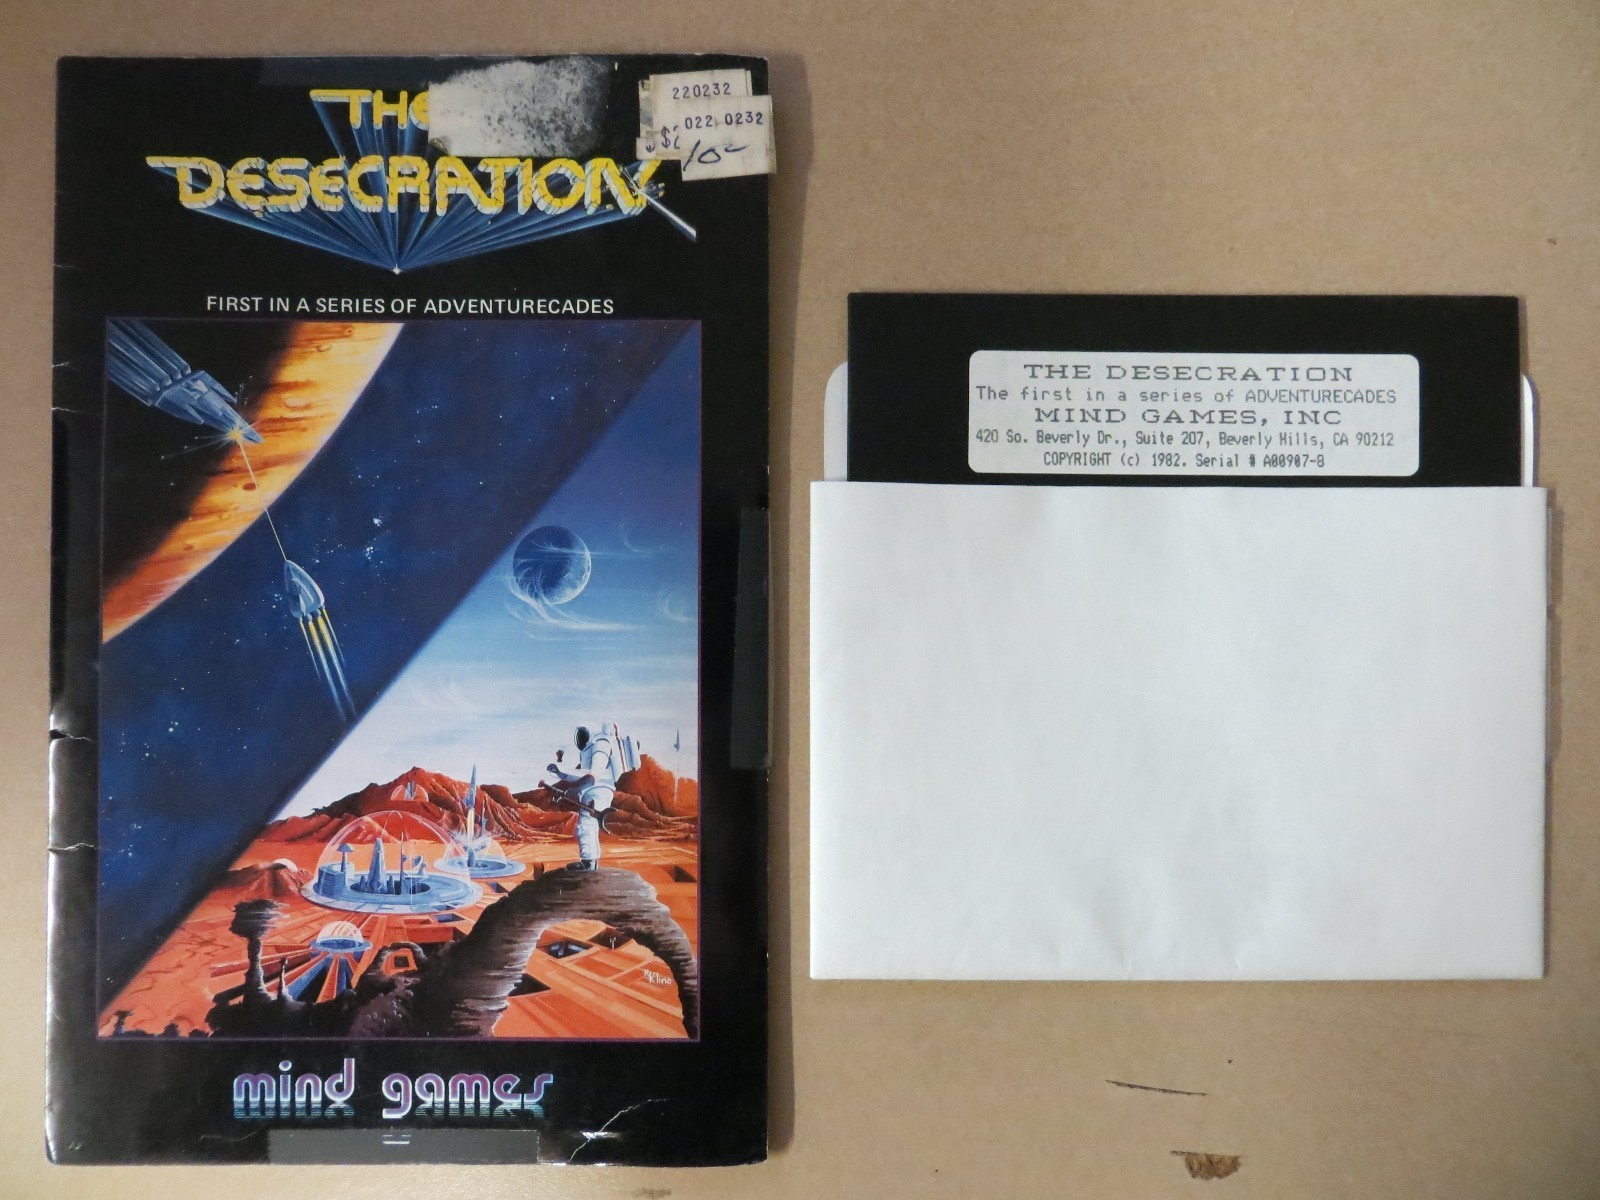 THE
DESECRATION
220232
022 0232
10-
FIRST IN A SERIES OF ADVENTURECADES
RKline
mind games
THE DESECRATION
The first in a series of ADVENTURECADES
MIND GAMES, INC
420 So. Beverly Dr., Suite 207, Beverly Hills, CA 90212
COPYRIGHT (c) 1982. Serial # A00907-8